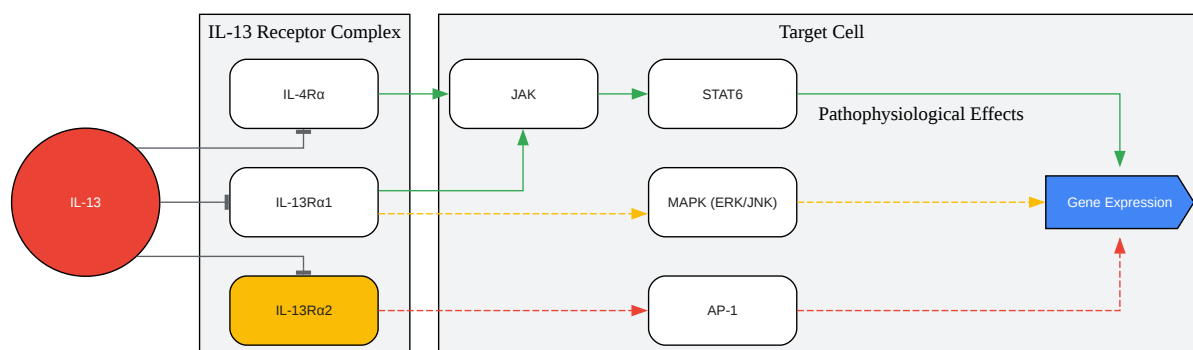 IL-13 Receptor Complex
Target Cell
IL-4Rα
JAK
STAT6
Pathophysiological Effects
IL-13
IL-13Rα1
MAPK (ERK/JNK)
Gene Expression
IL-13Rα2
AP-1